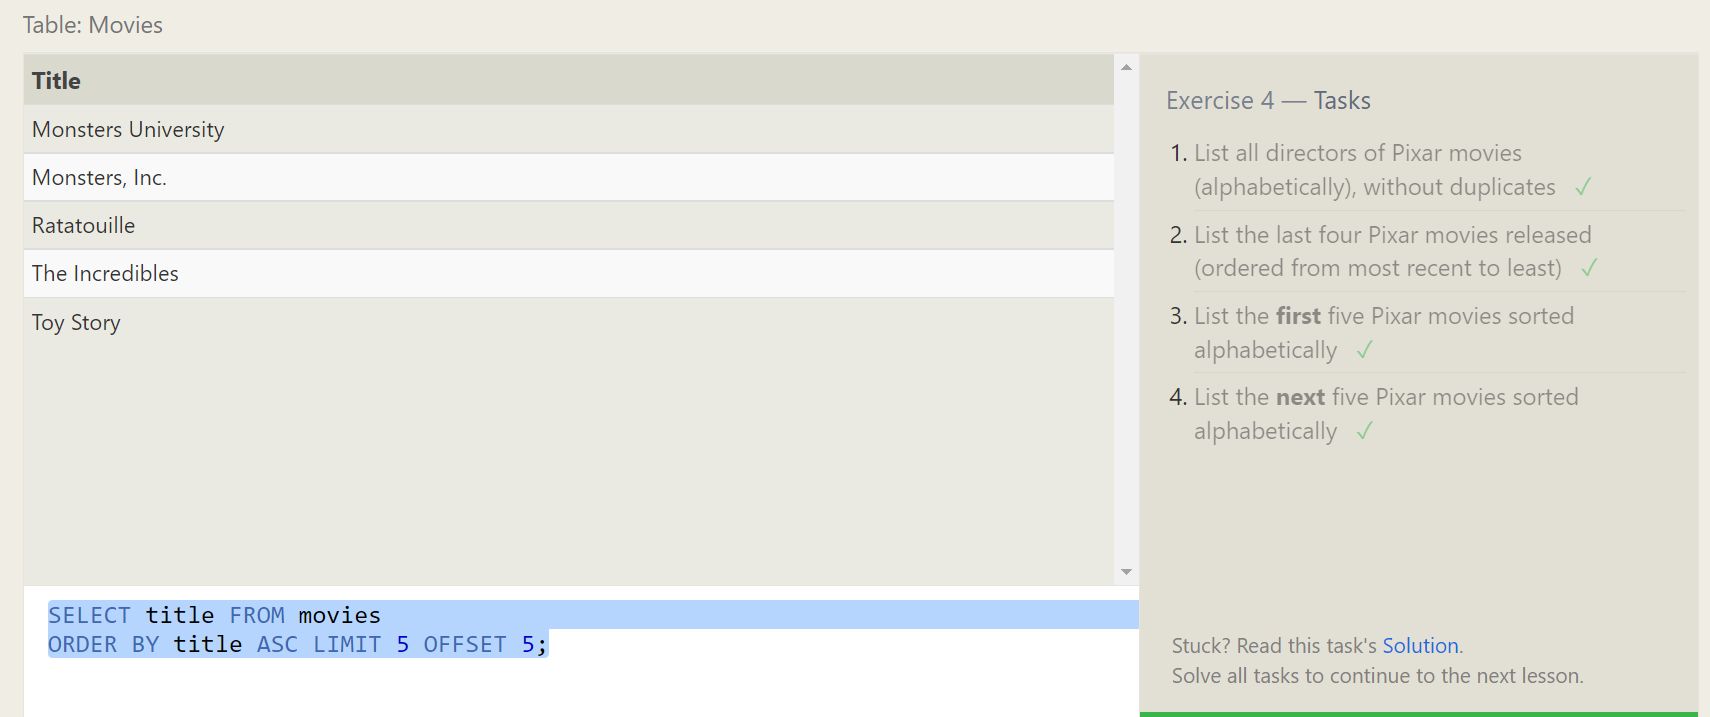 Table: Movies
Title
Monsters University
Monsters, Inc.
Ratatouille
The Incredibles
Toy Story
SELECT title FROM movies
ORDER BY title ASC LIMIT 5 OFFSET 5;
Exercise 4 — Tasks
1. List all directors of Pixar movies
(alphabetically), without duplicates ✓
2. List the last four Pixar movies released
(ordered from most recent to least) ✓
3. List the first five Pixar movies sorted
alphabetically ✓
4. List the next five Pixar movies sorted
alphabetically ✓
Stuck? Read this task's Solution.
Solve all tasks to continue to the next lesson.